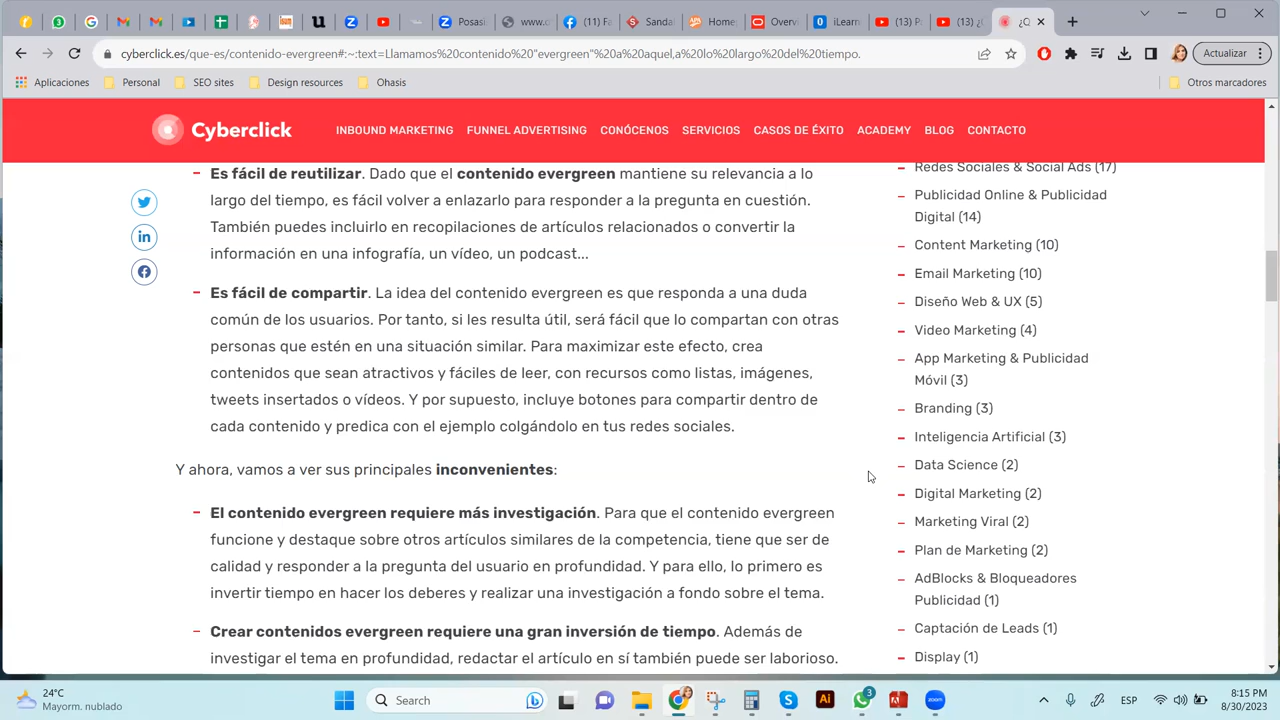 Posas
www.c
(11) Fa
Sanda
Home:
Overv
iLearn
(13) P
(13) ¿
¿Q
cyberclick.es/que-es/contenido-evergreen#:~:text=Llamamos%20contenido%20"evergreen"%20a%20aquel,a%20lo%20largo%20del%20tiempo.
Actualizar
Aplicaciones
Personal
SEO sites
Design resources
Ohasis
Otros marcadores
Cyberclick
INBOUND MARKETING
FUNNEL ADVERTISING
CONÓCENOS
SERVICIOS
CASOS DE ÉXITO
ACADEMY
BLOG
CONTACTO
Es fácil de reutilizar. Dado que el contenido evergreen mantiene su relevancia a lo
largo del tiempo, es fácil volver a enlazarlo para responder a la pregunta en cuestión.
También puedes incluirlo en recopilaciones de artículos relacionados o convertir la
información en una infografía, un vídeo, un podcast...
Es fácil de compartir. La idea del contenido evergreen es que responda a una duda
común de los usuarios. Por tanto, si les resulta útil, será fácil que lo compartan con otras
personas que estén en una situación similar. Para maximizar este efecto, crea
contenidos que sean atractivos y fáciles de leer, con recursos como listas, imágenes,
tweets insertados o vídeos. Y por supuesto, incluye botones para compartir dentro de
cada contenido y predica con el ejemplo colgándolo en tus redes sociales.
Y ahora, vamos a ver sus principales inconvenientes:
El contenido evergreen requiere más investigación. Para que el contenido evergreen
funcione y destaque sobre otros artículos similares de la competencia, tiene que ser de
calidad y responder a la pregunta del usuario en profundidad. Y para ello, lo primero es
invertir tiempo en hacer los deberes y realizar una investigación a fondo sobre el tema.
Crear contenidos evergreen requiere una gran inversión de tiempo. Además de
investigar el tema en profundidad, redactar el artículo en sí también puede ser laborioso.
Redes Sociales & Social Ads (17)
Publicidad Online & Publicidad
Digital (14)
Content Marketing (10)
Email Marketing (10)
Diseño Web & UX (5)
Video Marketing (4)
App Marketing & Publicidad
Móvil (3)
Branding (3)
Inteligencia Artificial (3)
Data Science (2)
Digital Marketing (2)
Marketing Viral (2)
Plan de Marketing (2)
AdBlocks & Bloqueadores
Publicidad (1)
Captación de Leads (1)
Display (1)
24°C
Mayorm. nublado
Search
3
ESP
8:15 PM
8/30/2023